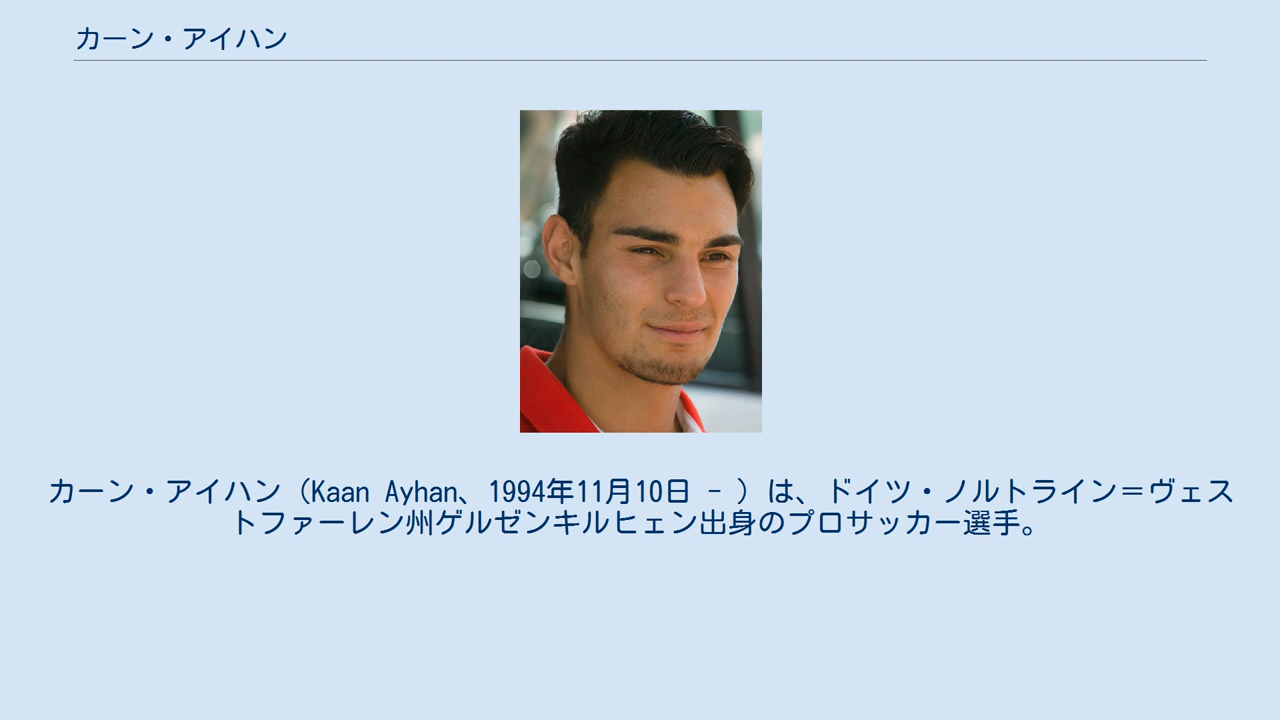 カーン・アイハン
カーン・アイハン（Kaan Ayhan、1994年11月10日 - ）は、ドイツ・ノルトライン＝ヴェス
トファーレン州ゲルゼンキルヒェン出身のプロサッカー選手。